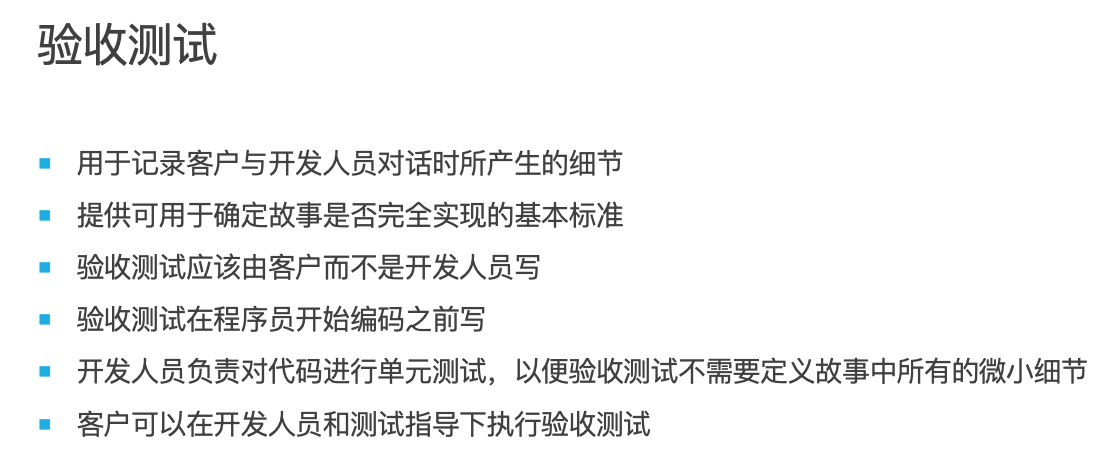 验收测试
用于记录客户与开发人员对话时所产生的细节
提供可用于确定故事是否完全实现的基本标准
验收测试应该由客户而不是开发人员写
验收测试在程序员开始编码之前写
开发人员负责对代码进行单元测试，以便验收测试不需要定义故事中所有的微小细节
客户可以在开发人员和测试指导下执行验收测试